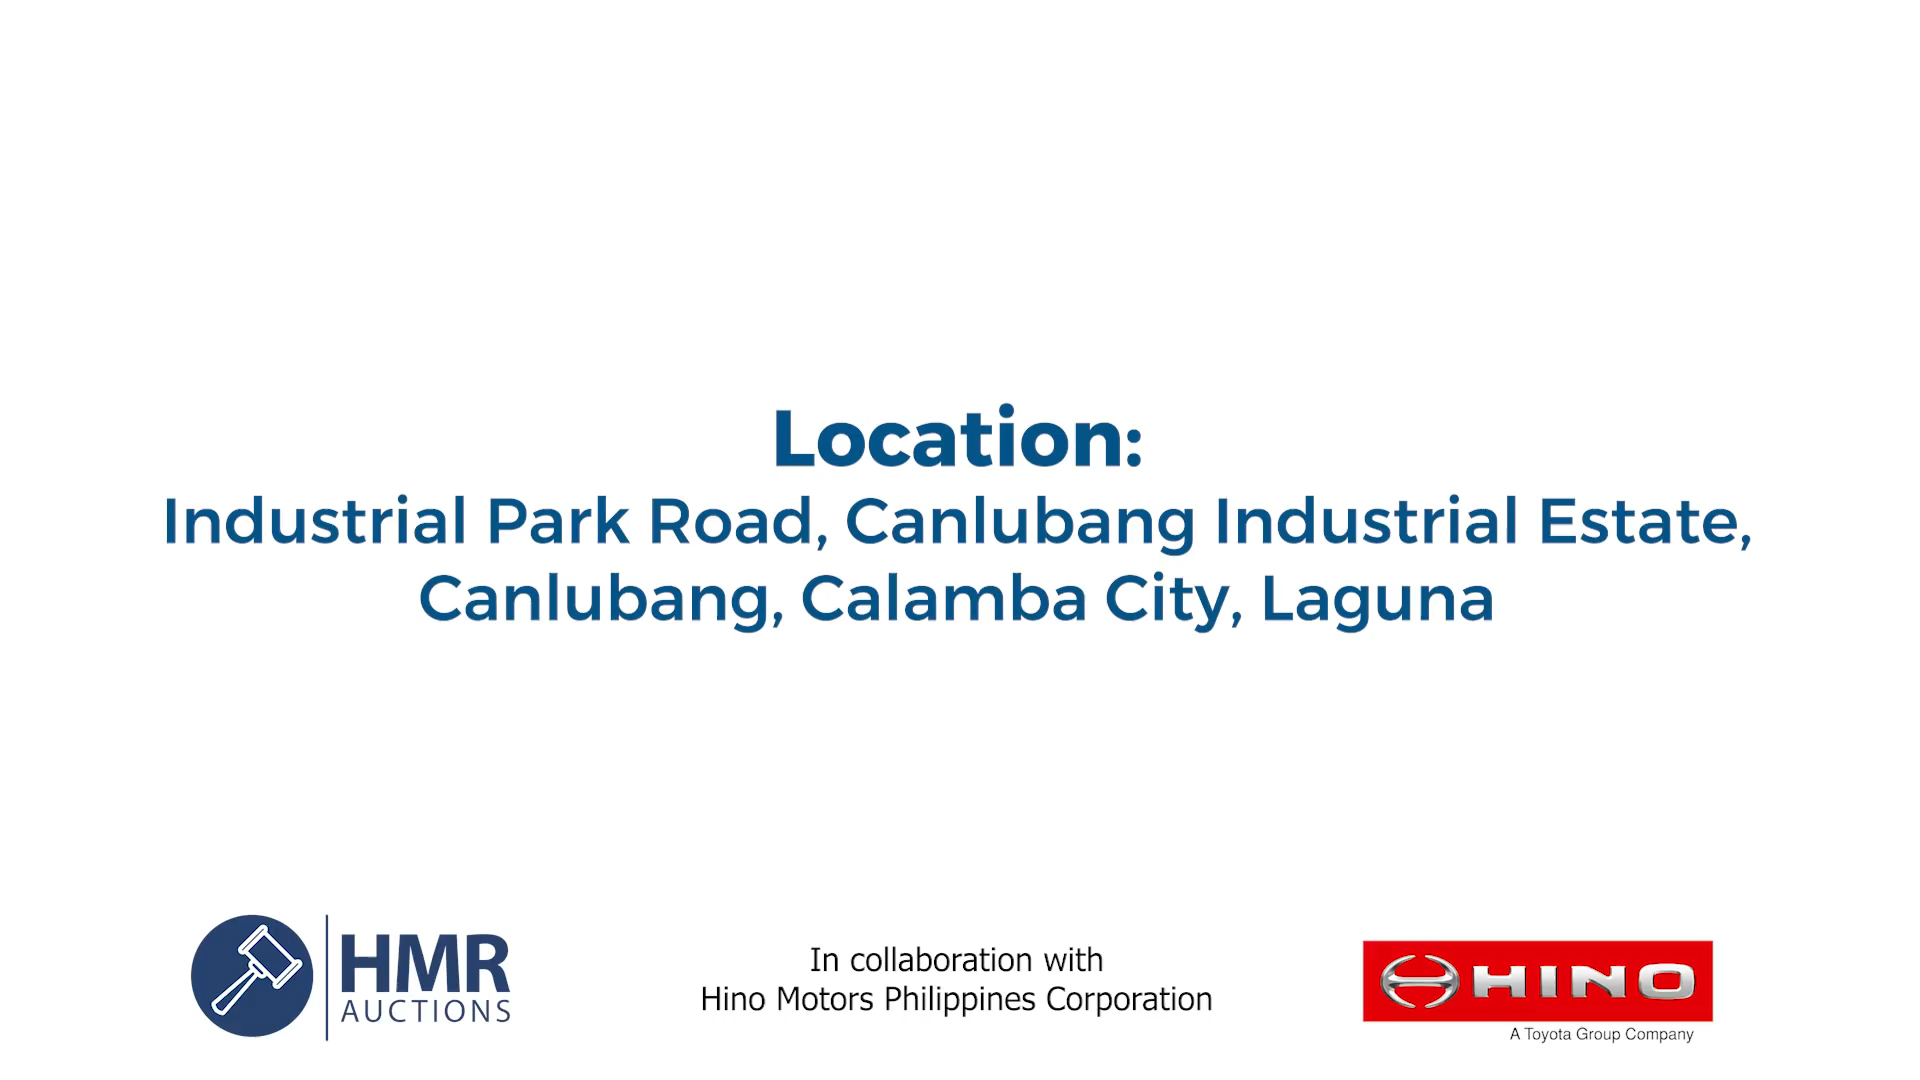 Location:
Industrial Park Road, Canlubang Industrial Estate,
Canlubang, Calamba City, Laguna
HMR
AUCTIONS
In collaboration with
Hino Motors Philippines Corporation
HINO
A Toyota Group Company